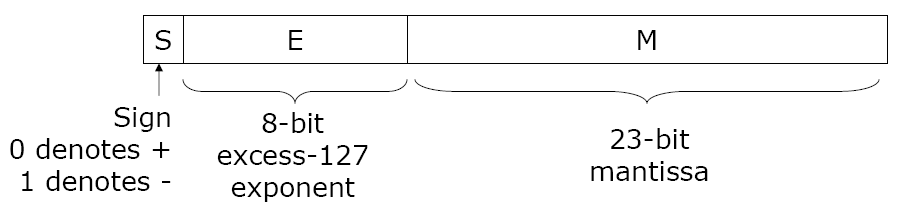 S E M
Sign
0 denotes +
1 denotes -
8-bit
excess-127
exponent
23-bit
mantissa